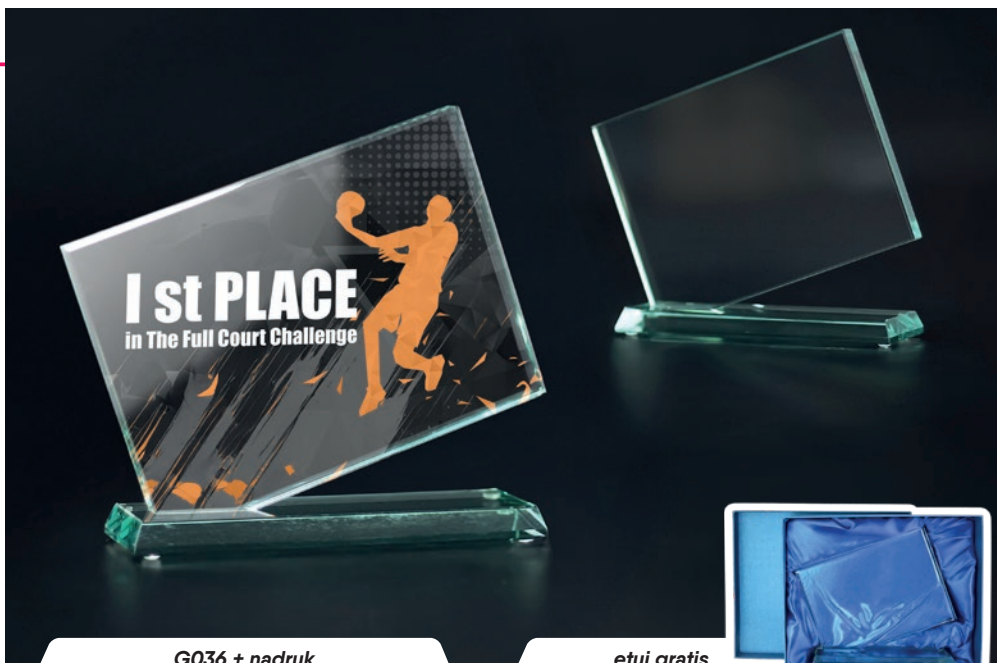 I st PLACE
in The Full Court Challenge
G036 + nadruk
etui gratis